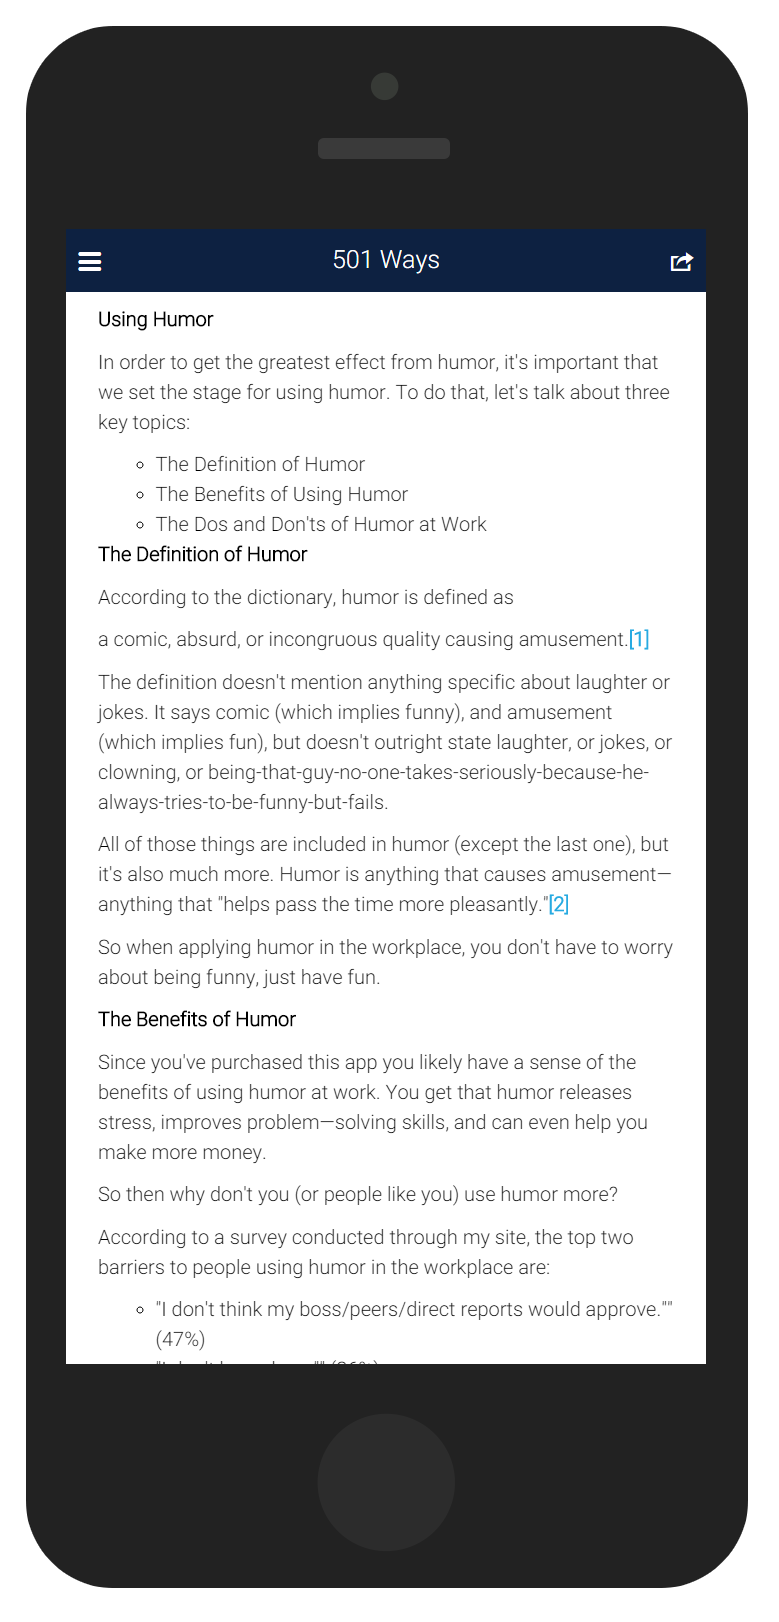 501 Ways
Using Humor
In order to get the greatest effect from humor, it's important that
we set the stage for using humor. To do that, let's talk about three
key topics:
The Definition of Humor
The Benefits of Using Humor
The Dos and Don'ts of Humor at Work
The Definition of Humor
According to the dictionary, humor is defined as
a comic, absurd, or incongruous quality causing amusement.[1]
The definition doesn't mention anything specific about laughter or
jokes. It says comic (which implies funny), and amusement
(which implies fun), but doesn't outright state laughter, or jokes, or
clowning, or being-that-guy-no-one-takes-seriously-because-he-
always-tries-to-be-funny-but-fails.
All of those things are included in humor (except the last one), but
it's also much more. Humor is anything that causes amusement—
anything that "helps pass the time more pleasantly."[2]
So when applying humor in the workplace, you don't have to worry
about being funny, just have fun.
The Benefits of Humor
Since you've purchased this app you likely have a sense of the
benefits of using humor at work. You get that humor releases
stress, improves problem—solving skills, and can even help you
make more money.
So then why don't you (or people like you) use humor more?
According to a survey conducted through my site, the top two
barriers to people using humor in the workplace are:
"I don't think my boss/peers/direct reports would approve.""
(47%)